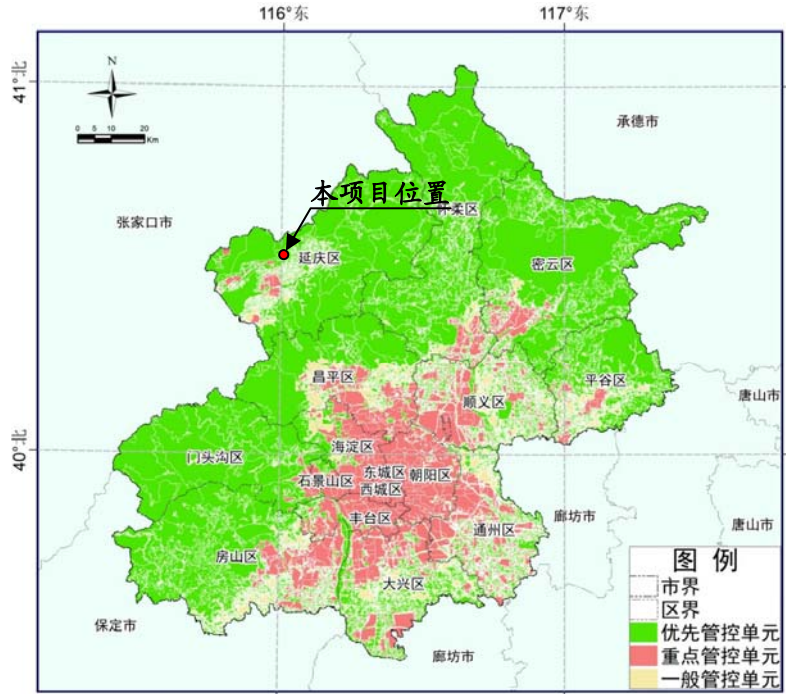 116°东
117°东
41°北
N
0 5 10 20
Km
承德市
本项目位置
怀柔区
张家口市
延庆区
密云区
昌平区
平谷区
顺义区
唐山市
40°北
海淀区
门头沟区
东城区
朝阳区
石景山区
西城区
丰台区
廊坊市
通州区
唐山市
房山区
图 例
大兴区
市界
区界
保定市
优先管控单元
廊坊市
重点管控单元
一般管控单元